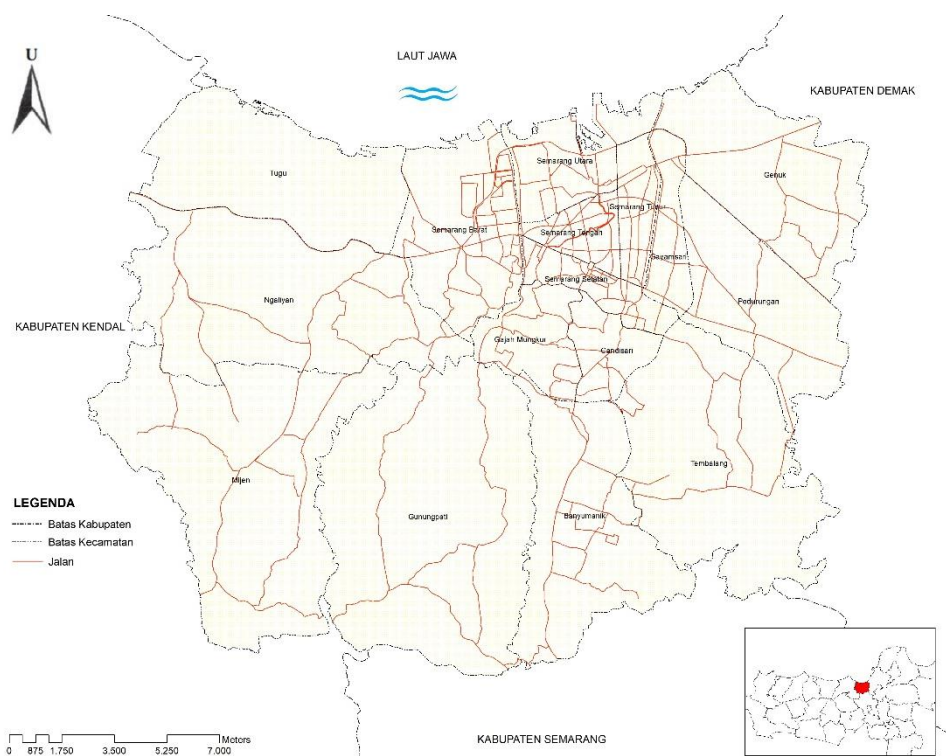 U
LAUT JAWA
KABUPATEN DEMAK
Semarang Utara
Tugu
Genuk
Semarang Timur
Semarang Barat
Semarang Tengah
Gayamsari
Semarang Selatan
Ngaliyan
Pedurungan
KABUPATEN KENDAL
Gajah Mungkur
Candisari
Tembalang
Mijen
LEGENDA
Gunungpati
Banyumanik
Batas Kabupaten
Batas Kecamatan
Jalan
Meters
0 875 1.750 3.500 5.250 7.000
KABUPATEN SEMARANG